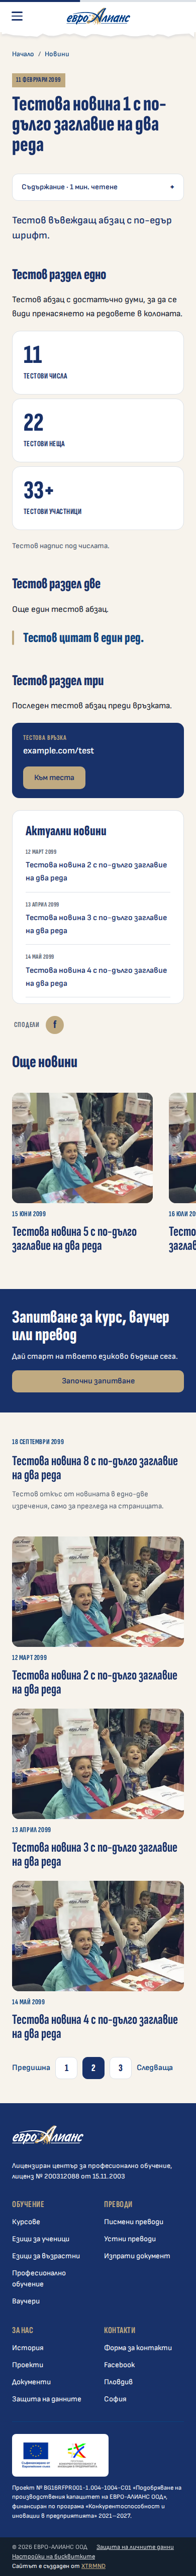 евроАлианс
Начало / Новини
11 ФЕВРУАРИ 2099
Тестова новина 1 с по-
дълго заглавие на два
реда
Съдържание · 1 мин. четене
Тестов въвеждащ абзац с по-едър
шрифт.
Тестов раздел едно
Тестов абзац с достатъчно думи, за да се
види пренасянето на редовете в колоната.
11
ТЕСТОВИ ЧИСЛА
22
ТЕСТОВИ НЕЩА
33+
ТЕСТОВИ УЧАСТНИЦИ
Тестов надпис под числата.
Тестов раздел две
Още един тестов абзац.
Тестов цитат в един ред.
Тестов раздел три
Последен тестов абзац преди връзката.
ТЕСТОВА ВРЪЗКА
example.com/test
Към теста
Актуални новини
12 МАРТ 2099
Тестова новина 2 с по-дълго заглавие
на два реда
13 АПРИЛ 2099
Тестова новина 3 с по-дълго заглавие
на два реда
14 МАЙ 2099
Тестова новина 4 с по-дълго заглавие
на два реда
СПОДЕЛИ f
Още новини
15 ЮНИ 2099
Тестова новина 5 с по-дълго
заглавие на два реда
16 ЮЛИ 20
Тесто
заглав
Запитване за курс, ваучер
или превод
Дай старт на твоето езиково бъдеще сега.
Започни запитване
18 СЕПТЕМВРИ 2099
Тестова новина 8 с по-дълго заглавие
на два реда
Тестов откъс от новината в едно-две
изречения, само за прегледа на страницата.
12 МАРТ 2099
Тестова новина 2 с по-дълго заглавие
на два реда
13 АПРИЛ 2099
Тестова новина 3 с по-дълго заглавие
на два реда
14 МАЙ 2099
Тестова новина 4 с по-дълго заглавие
на два реда
Предишна 1 2 3 Следваща
евроАлианс
Лицензиран център за професионално обучение,
лиценз № 200312088 от 15.11.2003
ОБУЧЕНИЕ
Курсове
Езици за ученици
Езици за възрастни
Професионално
обучение
Ваучери
ПРЕВОДИ
Писмени преводи
Устни преводи
Изпрати документ
ЗА НАС
История
Проекти
Документи
Защита на данните
КОНТАКТИ
Форма за контакти
Facebook
Пловдив
София
Проект № BG16RFPR001-1.004-1004-C01 «Подобряване на
производствения капацитет на ЕВРО-АЛИАНС ООД»,
финансиран по програма «Конкурентоспособност и
иновации в предприятията» 2021–2027.
© 2026 ЕВРО-АЛИАНС ООД Защита на личните данни
Настройки на бисквитките
Сайтът е създаден от XTRMND